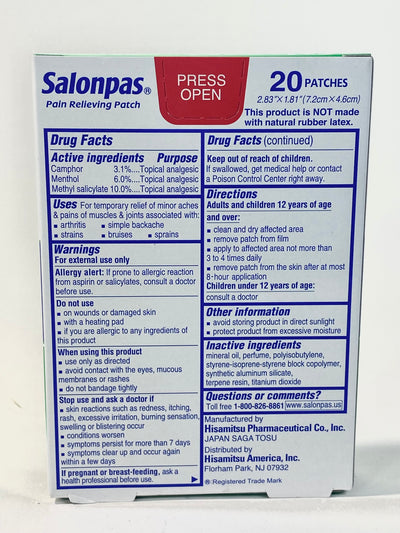 Salonpas®
Pain Relieving Patch
PRESS
OPEN
20 PATCHES
2.83"X1.81"(7.2cmX4.6cm)
This product is NOT made
with natural rubber latex.
Drug Facts
Active ingredients Purpose
Camphor 3.1%....Topical analgesic
Menthol 6.0%....Topical analgesic
Methyl salicylate 10.0%....Topical analgesic
Uses For temporary relief of minor aches
& pains of muscles & joints associated with:
▪ arthritis ▪ simple backache
▪ strains ▪ bruises ▪ sprains
Warnings
For external use only
Allergy alert: If prone to allergic reaction
from aspirin or salicylates, consult a doctor
before use.
Do not use
▪ on wounds or damaged skin
▪ with a heating pad
▪ if you are allergic to any ingredients of
this product
When using this product
▪ use only as directed
▪ avoid contact with the eyes, mucous
membranes or rashes
▪ do not bandage tightly
Stop use and ask a doctor if
▪ skin reactions such as redness, itching,
rash, excessive irritation, burning sensation,
swelling or blistering occur
▪ conditions worsen
▪ symptoms persist for more than 7 days
▪ symptoms clear up and occur again
within a few days
If pregnant or breast-feeding, ask a
health professional before use. ▶
Drug Facts (continued)
Keep out of reach of children.
If swallowed, get medical help or contact
a Poison Control Center right away.
Directions
Adults and children 12 years of age
and over:
▪ clean and dry affected area
▪ remove patch from film
▪ apply to affected area not more than
3 to 4 times daily
▪ remove patch from the skin after at most
8-hour application
Children under 12 years of age:
consult a doctor
Other information
▪ avoid storing product in direct sunlight
▪ protect product from excessive moisture
Inactive ingredients
mineral oil, perfume, polyisobutylene,
styrene-isoprene-styrene block copolymer,
synthetic aluminum silicate,
terpene resin, titanium dioxide
Questions or comments?
Toll free 1-800-826-8861 www.salonpas.us
Manufactured by
Hisamitsu Pharmaceutical Co., Inc.
JAPAN SAGA TOSU
Distributed by
Hisamitsu America, Inc.
Florham Park, NJ 07932
®:Registered Trade Mark